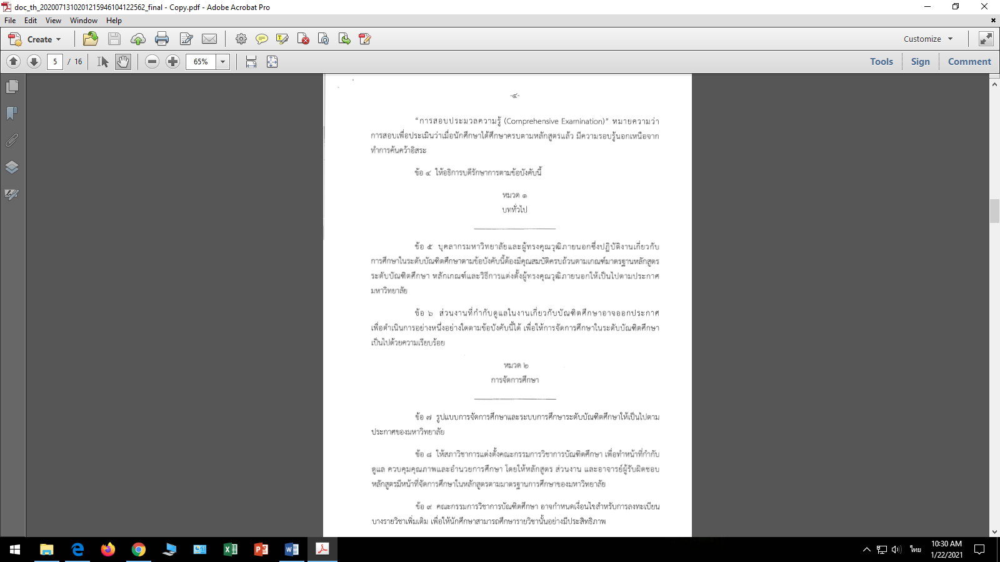 doc_th_2020071310201215946104122562_final - Copy.pdf - Adobe Acrobat Pro
File Edit View Window Help
Create
Customize
5 / 16
65%
Tools Sign Comment
-๔-
“การสอบประมวลความรู้ (Comprehensive Examination)” หมายความว่า
การสอบเพื่อประเมินว่าเมื่อนักศึกษาได้ศึกษาครบตามหลักสูตรแล้ว มีความรอบรู้นอกเหนือจาก
ทำการค้นคว้าอิสระ
ข้อ ๔ ให้อธิการบดีรักษาการตามข้อบังคับนี้
หมวด ๑
บททั่วไป
ข้อ ๕ บุคลากรมหาวิทยาลัยและผู้ทรงคุณวุฒิภายนอกซึ่งปฏิบัติงานเกี่ยวกับ
การศึกษาในระดับบัณฑิตศึกษาตามข้อบังคับนี้ต้องมีคุณสมบัติครบถ้วนตามเกณฑ์มาตรฐานหลักสูตร
ระดับบัณฑิตศึกษา หลักเกณฑ์และวิธีการแต่งตั้งผู้ทรงคุณวุฒิภายนอกให้เป็นไปตามประกาศ
มหาวิทยาลัย
ข้อ ๖ ส่วนงานที่กำกับดูแลในงานเกี่ยวกับบัณฑิตศึกษาอาจออกประกาศ
เพื่อดำเนินการอย่างหนึ่งอย่างใดตามข้อบังคับนี้ได้ เพื่อให้การจัดการศึกษาในระดับบัณฑิตศึกษา
เป็นไปด้วยความเรียบร้อย
หมวด ๒
การจัดการศึกษา
ข้อ ๗ รูปแบบการจัดการศึกษาและระบบการศึกษาระดับบัณฑิตศึกษาให้เป็นไปตาม
ประกาศของมหาวิทยาลัย
ข้อ ๘ ให้สภาวิชาการแต่งตั้งคณะกรรมการวิชาการบัณฑิตศึกษา เพื่อทำหน้าที่กำกับ
ดูแล ควบคุมคุณภาพและอำนวยการศึกษา โดยให้หลักสูตร ส่วนงาน และอาจารย์ผู้รับผิดชอบ
หลักสูตรมีหน้าที่จัดการศึกษาในหลักสูตรตามมาตรฐานการศึกษาของมหาวิทยาลัย
ข้อ ๙ คณะกรรมการวิชาการบัณฑิตศึกษา อาจกำหนดเงื่อนไขสำหรับการลงทะเบียน
บางรายวิชาเพิ่มเติม เพื่อให้นักศึกษาสามารถศึกษารายวิชานั้นอย่างมีประสิทธิภาพ
ไทย
10:30 AM
1/22/2021